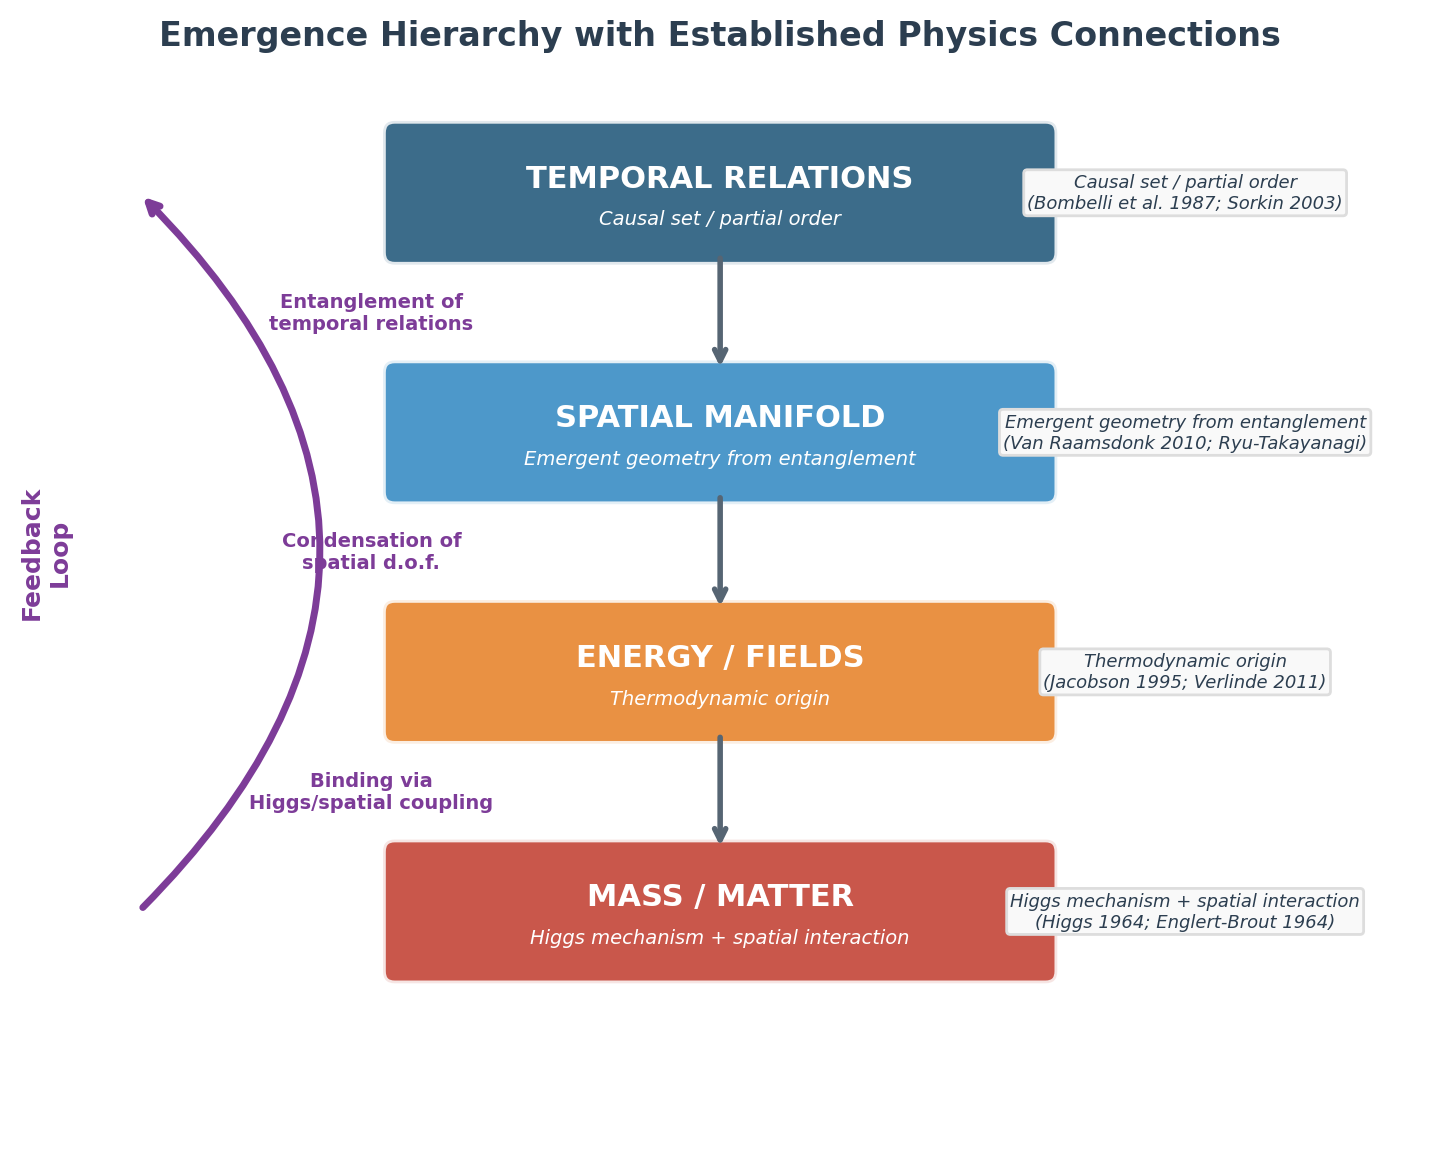 Emergence Hierarchy with Established Physics Connections
TEMPORAL RELATIONS
Causal set / partial order
Causal set / partial order
(Bombelli et al. 1987; Sorkin 2003)
Entanglement of
temporal relations
SPATIAL MANIFOLD
Emergent geometry from entanglement
Emergent geometry from entanglement
(Van Raamsdonk 2010; Ryu-Takayanagi)
Feedback
Loop
Condensation of
spatial d.o.f.
ENERGY / FIELDS
Thermodynamic origin
Thermodynamic origin
(Jacobson 1995; Verlinde 2011)
Binding via
Higgs/spatial coupling
MASS / MATTER
Higgs mechanism + spatial interaction
Higgs mechanism + spatial interaction
(Higgs 1964; Englert-Brout 1964)